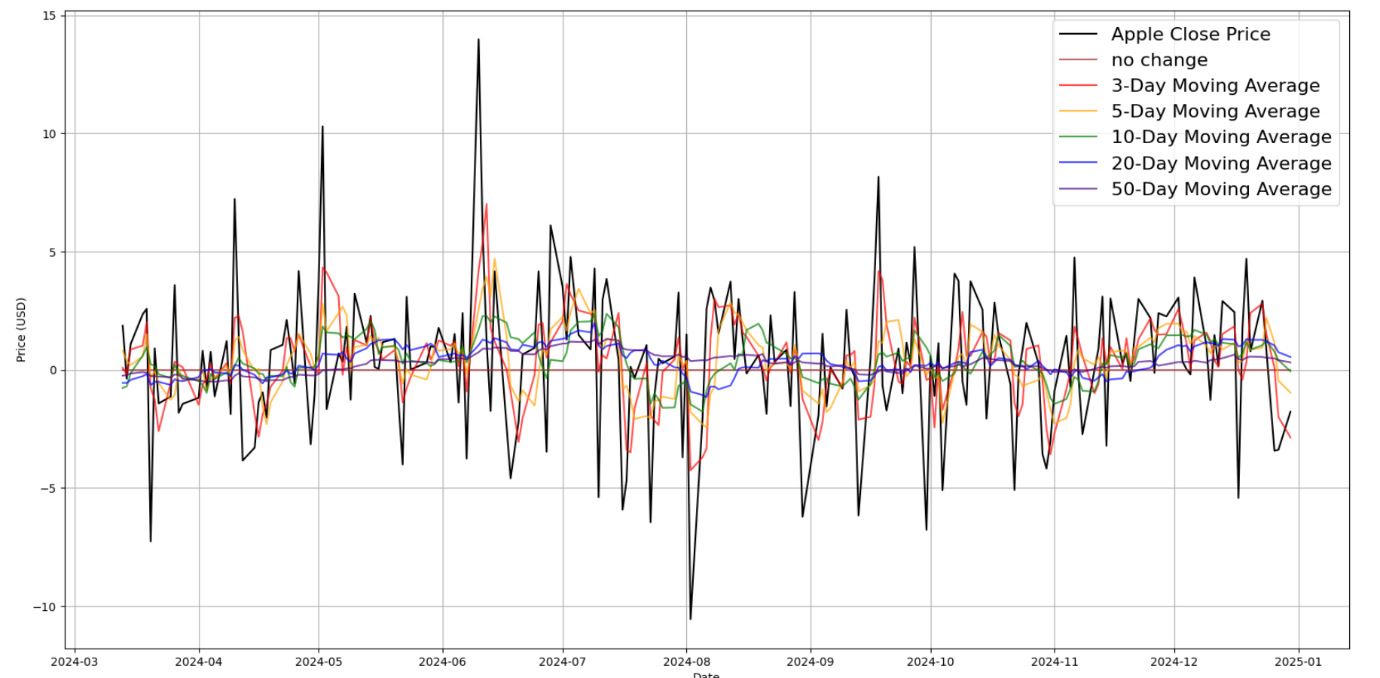 15
10
5
0
−5
−10
Price (USD)
Apple Close Price
no change
3-Day Moving Average
5-Day Moving Average
10-Day Moving Average
20-Day Moving Average
50-Day Moving Average
2024-03 2024-04 2024-05 2024-06 2024-07 2024-08 2024-09 2024-10 2024-11 2024-12 2025-01
Date